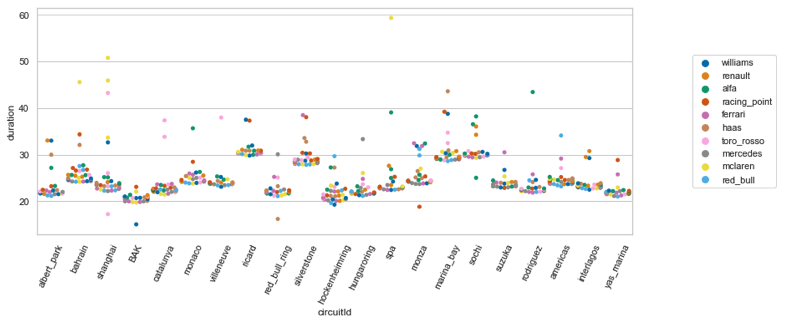 60
50
40
30
20
duration
albert_park
bahrain
shanghai
BAK
catalunya
monaco
villeneuve
ricard
red_bull_ring
silverstone
hockenheimring
hungaroring
spa
monza
marina_bay
sochi
suzuka
rodriguez
americas
interlagos
yas_marina
circuitId
williams
renault
alfa
racing_point
ferrari
haas
toro_rosso
mercedes
mclaren
red_bull